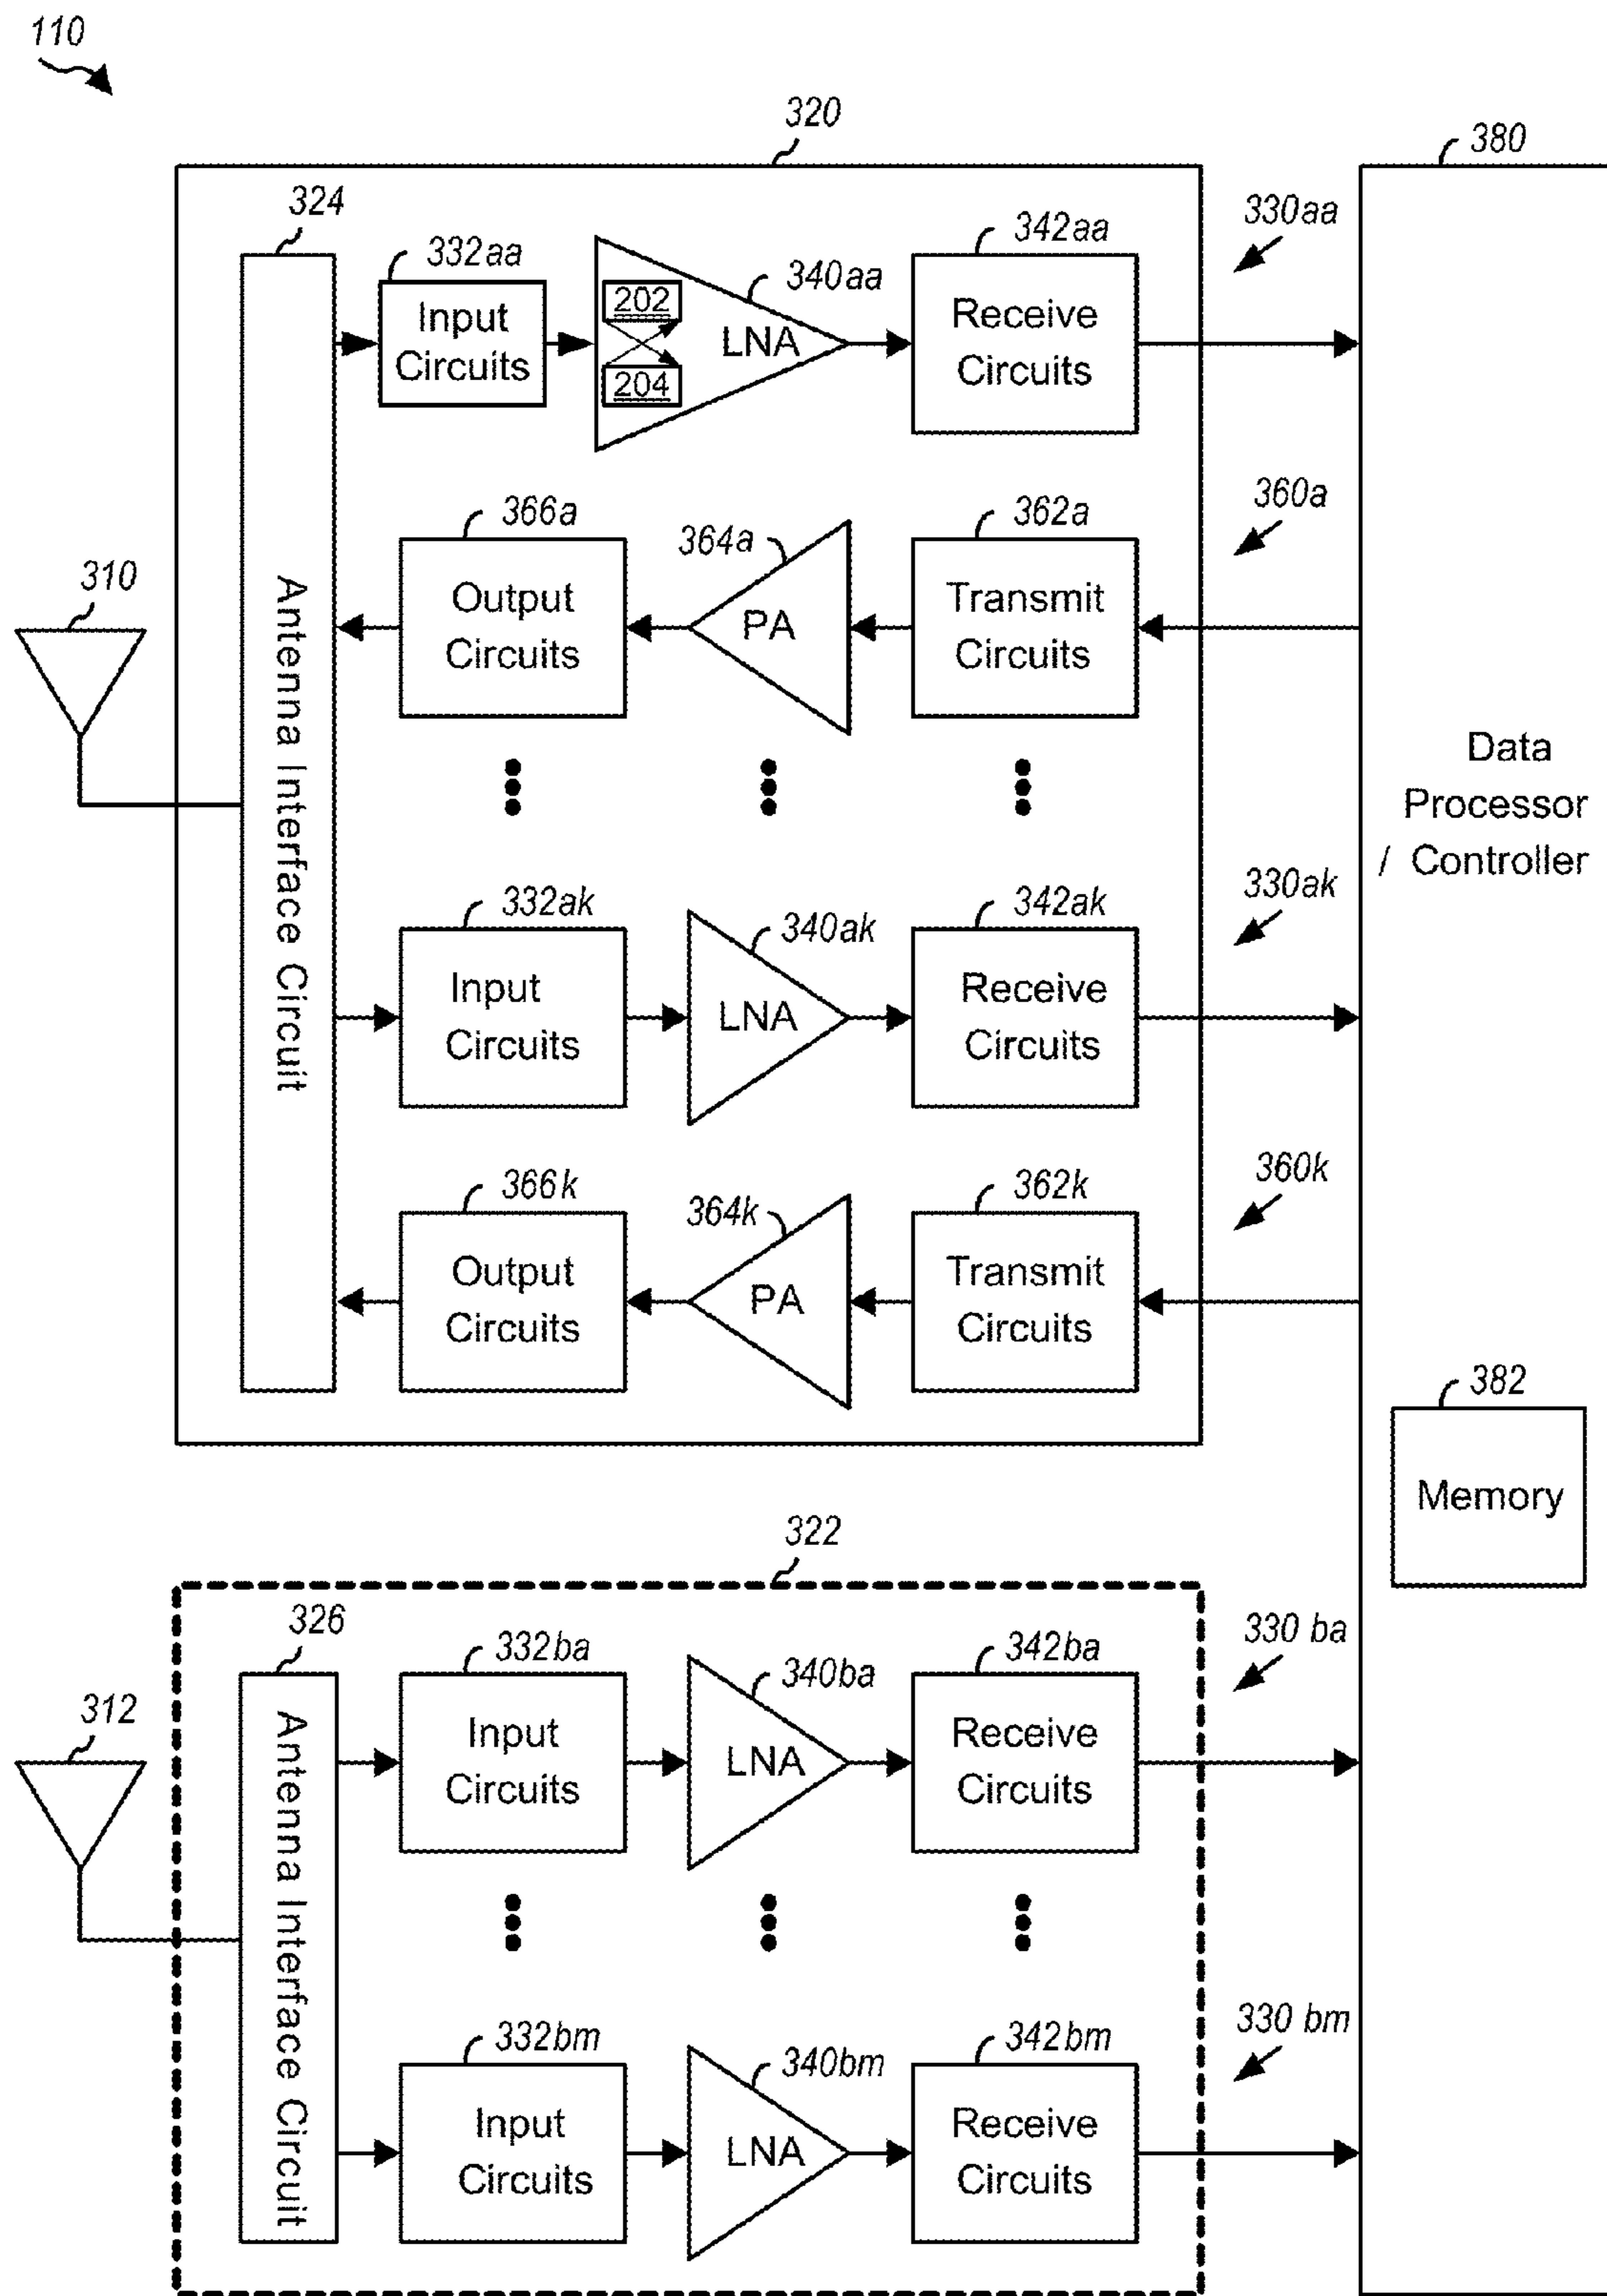 110
320
380
324
332aa
340aa
342aa
330aa
Input
Circuits
202
204
LNA
Receive
Circuits
366a
364a
362a
360a
310
Output
Circuits
PA
Transmit
Circuits
Antenna Interface Circuit
Data
Processor
/ Controller
332ak
340ak
342ak
330ak
Input
Circuits
LNA
Receive
Circuits
366k
364k
362k
360k
Output
Circuits
PA
Transmit
Circuits
382
Memory
322
326
332ba
340ba
342ba
330 ba
312
Input
Circuits
LNA
Receive
Circuits
Antenna Interface Circuit
332bm
340bm
342bm
330 bm
Input
Circuits
LNA
Receive
Circuits